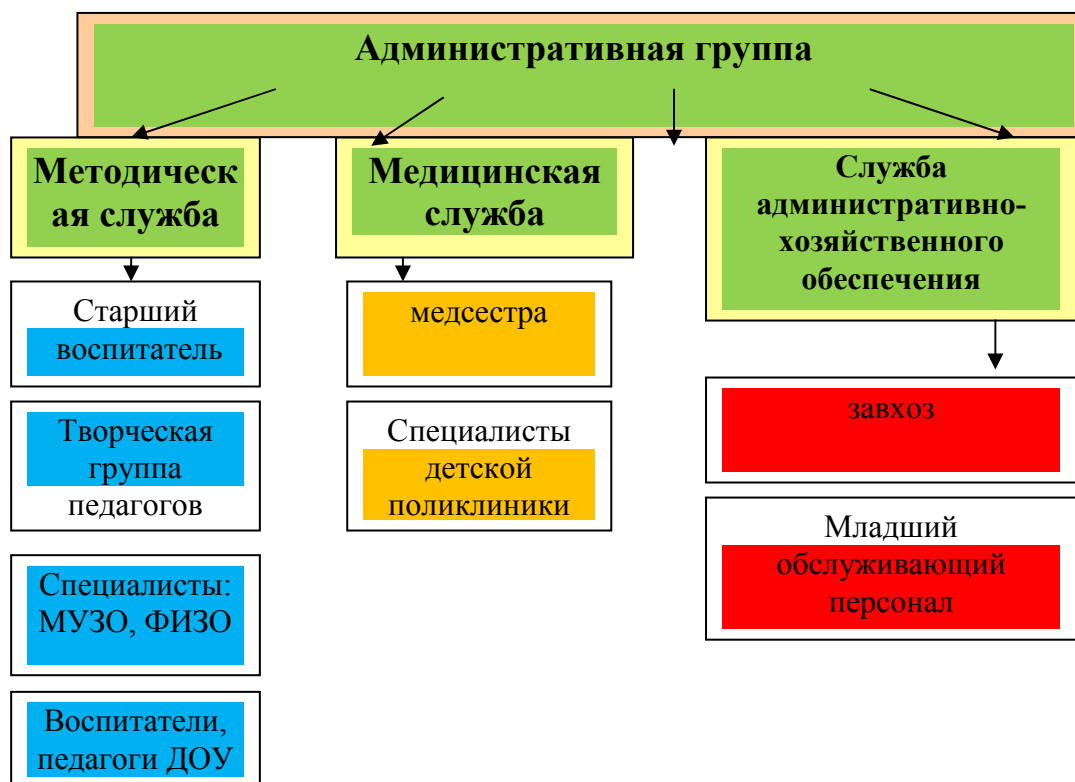 Административная группа
Методическ
ая служба
Старший
воспитатель
Творческая
группа
педагогов
Специалисты:
МУЗО, ФИЗО
Воспитатели,
педагоги ДОУ
Медицинская
служба
медсестра
Специалисты
детской
поликлиники
Служба
административно-
хозяйственного
обеспечения
завхоз
Младший
обслуживающий
персонал